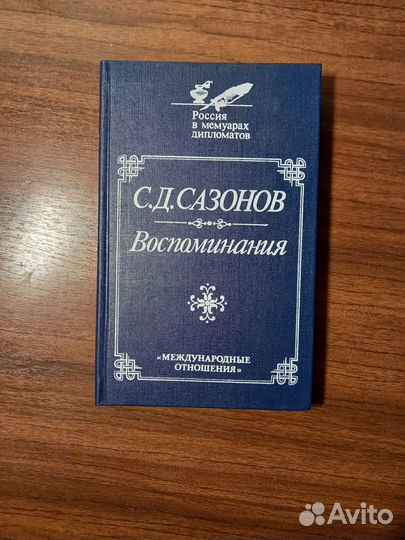 Россия
в мемуарах
дипломатов
С.Д.САЗОНОВ
Воспоминания
«МЕЖДУНАРОДНЫЕ
ОТНОШЕНИЯ»
Avito